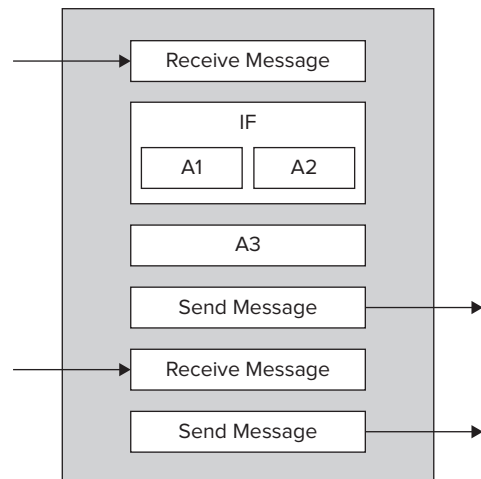 Receive Message
IF
A1 A2
A3
Send Message
Receive Message
Send Message